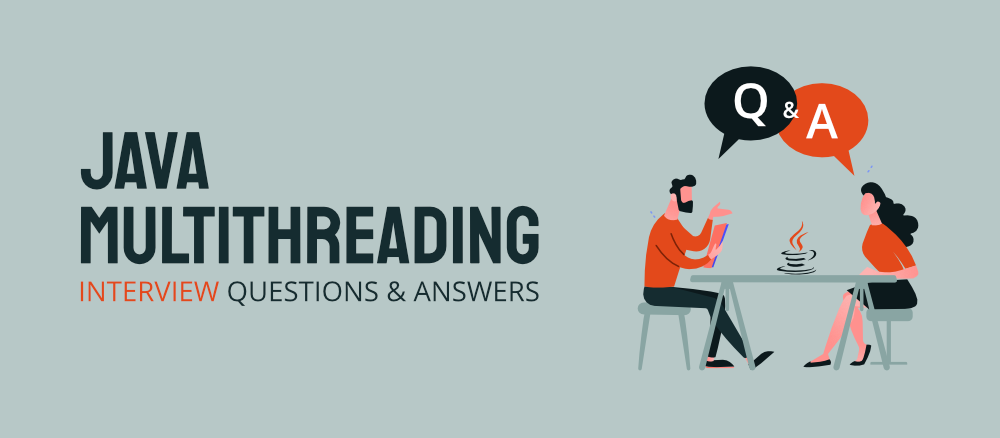 JAVA
MULTITHREADING
INTERVIEW QUESTIONS & ANSWERS
Q & A